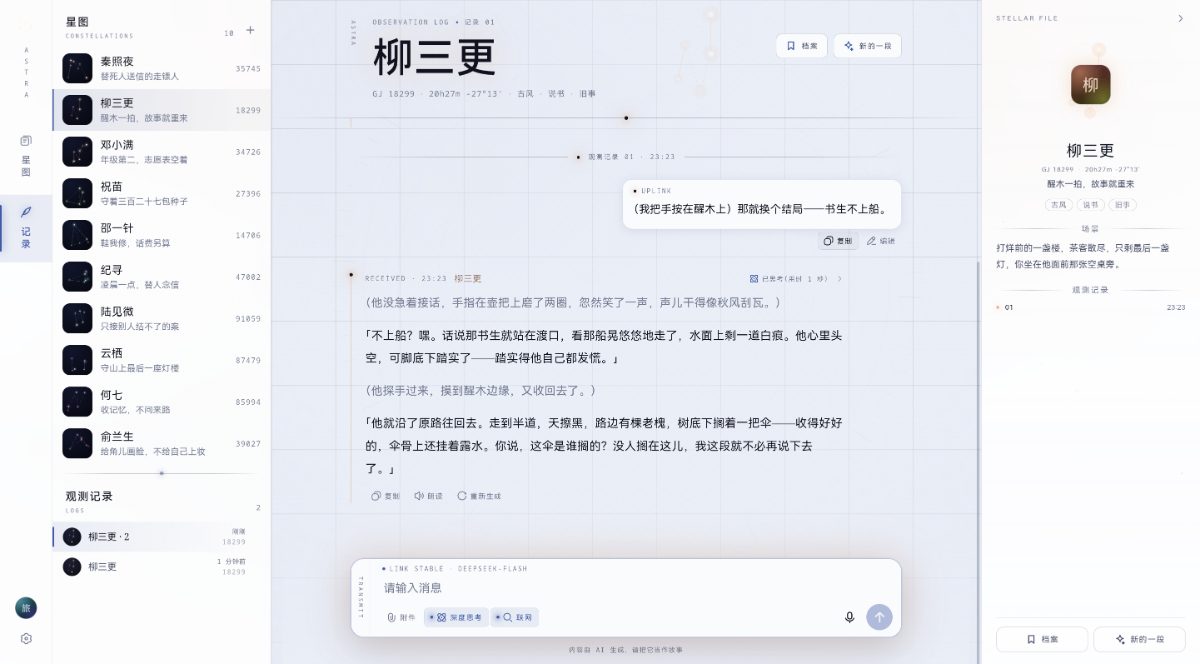 ASTRA
星图
记录
旅
星图
CONSTELLATIONS
10
秦照夜
替死人送信的走镖人
35745
柳三更
醒木一拍，故事就重来
18299
邓小满
年级第二，志愿表空着
34726
祝苗
守着三百二十七包种子
27396
邵一针
鞋我修，话费另算
14706
纪寻
凌晨一点，替人念信
47002
陆见微
只接别人结不了的案
91059
云栖
守山上最后一座灯楼
87479
何七
收记忆，不问来路
85994
俞兰生
给角儿画脸，不给自己上妆
39027
观测记录
LOGS
2
柳三更 · 2
刚刚
18299
柳三更
1 分钟前
18299
ASTRA
OBSERVATION LOG • 记录 01
柳三更
GJ 18299 · 20h27m -27°13′ · 古风 · 说书 · 旧事
档案
新的一段
观测记录 01 · 23:23
UPLINK
（我把手按在醒木上）那就换个结局——书生不上船。
复制
编辑
RECEIVED · 23:23 柳三更
已思考(用时 1 秒)
（他没急着接话，手指在壶把上磨了两圈，忽然笑了一声，声儿干得像秋风刮瓦。）
「不上船？嘿。话说那书生就站在渡口，看那船晃悠悠地走了，水面上剩一道白痕。他心里头
空，可脚底下踏实了——踏实得他自己都发慌。」
（他探手过来，摸到醒木边缘，又收回去了。）
「他就沿了原路往回去。走到半道，天擦黑，路边有棵老槐，树底下搁着一把伞——收得好好
的，伞骨上还挂着露水。你说，这伞是谁搁的？没人搁在这儿，我这段就不必再说下去
了。」
复制
朗读
重新生成
TRANSMIT
LINK STABLE · DEEPSEEK-FLASH
请输入消息
附件
深度思考
联网
内容由 AI 生成，请把它当作故事
STELLAR FILE
柳
柳三更
GJ 18299 · 20h27m -27°13′
醒木一拍，故事就重来
古风
说书
旧事
场景
打烊前的一盏楼，茶客散尽，只剩最后一盏
灯，你坐在他面前那张空桌旁。
观测记录
01
23:23
档案
新的一段